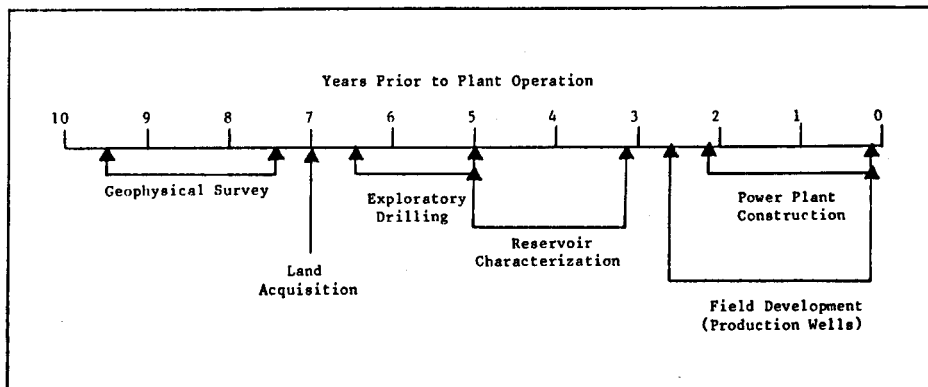 Years Prior to Plant Operation
10 9 8 7 6 5 4 3 2 1 0
Geophysical Survey
Exploratory
Drilling
Power Plant
Construction
Reservoir
Characterization
Land
Acquisition
Field Development
(Production Wells)